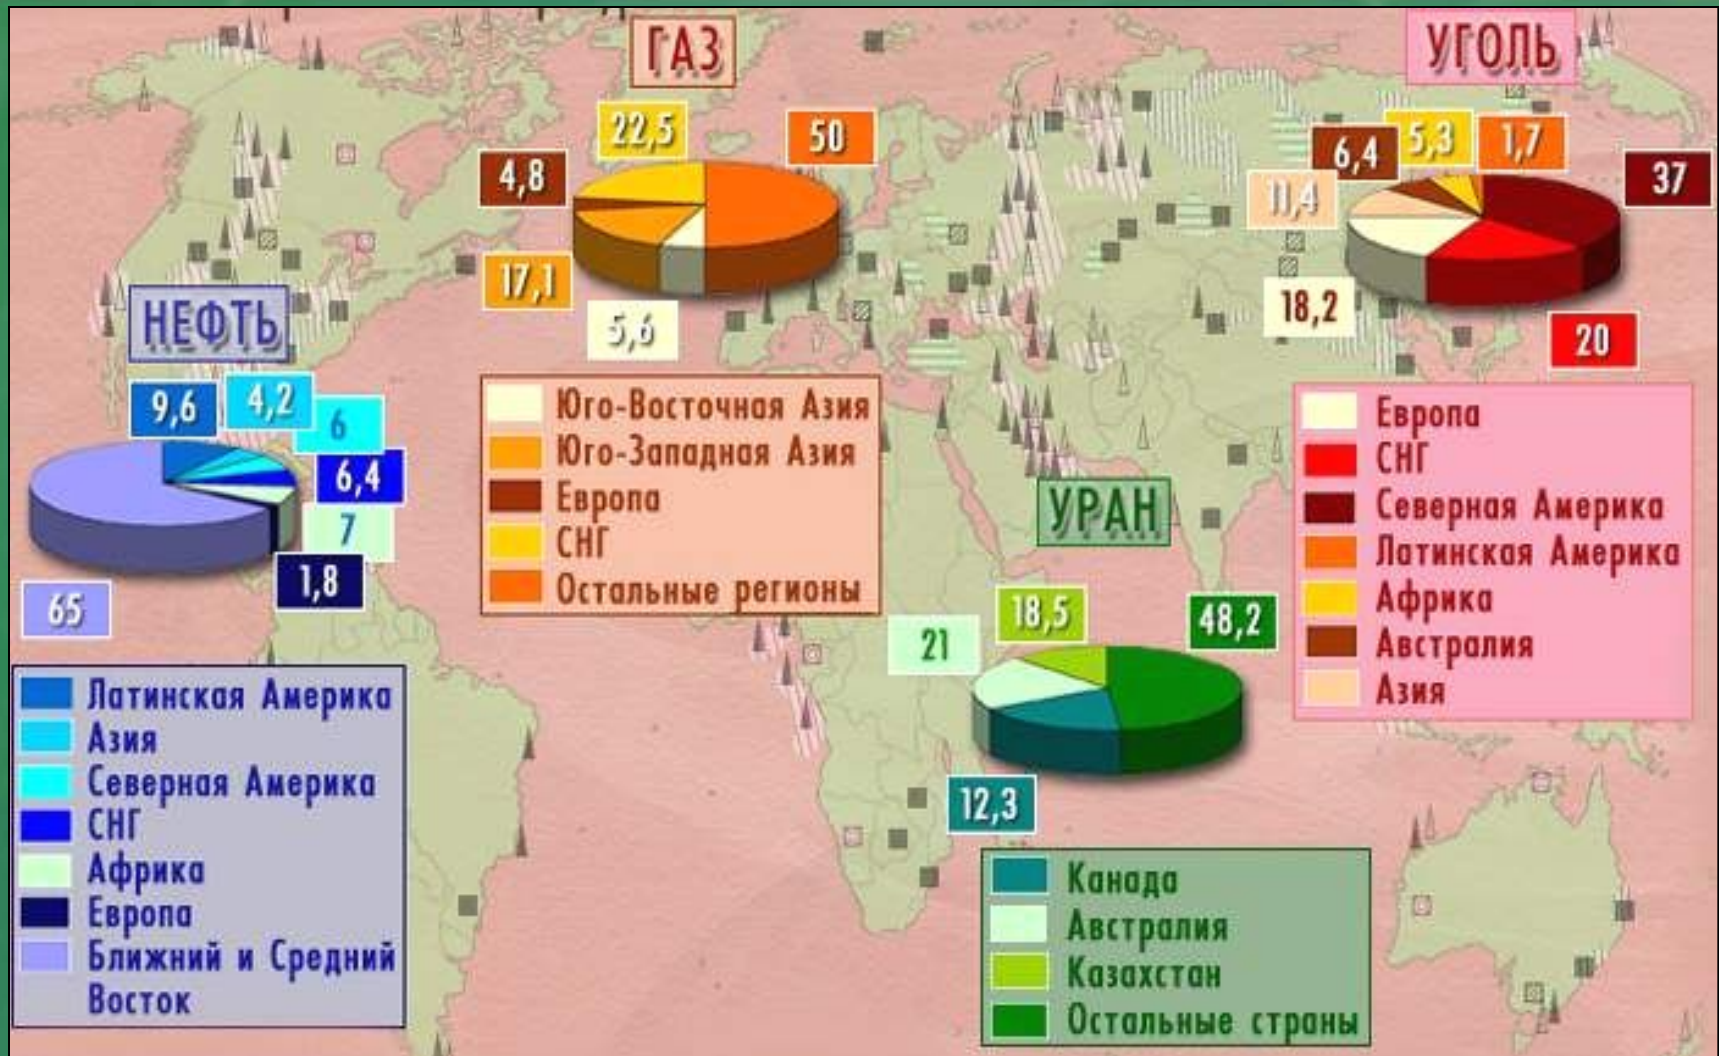 ГАЗ
22,5
50
4,8
17,1
5,6
Юго-Восточная Азия
Юго-Западная Азия
Европа
СНГ
Остальные регионы
УГОЛЬ
6,4
5,3
1,7
37
11,4
18,2
20
Европа
СНГ
Северная Америка
Латинская Америка
Африка
Австралия
Азия
НЕФТЬ
9,6
4,2
6
6,4
7
1,8
65
Латинская Америка
Азия
Северная Америка
СНГ
Африка
Европа
Ближний и Средний
Восток
УРАН
18,5
48,2
21
12,3
Канада
Австралия
Казахстан
Остальные страны